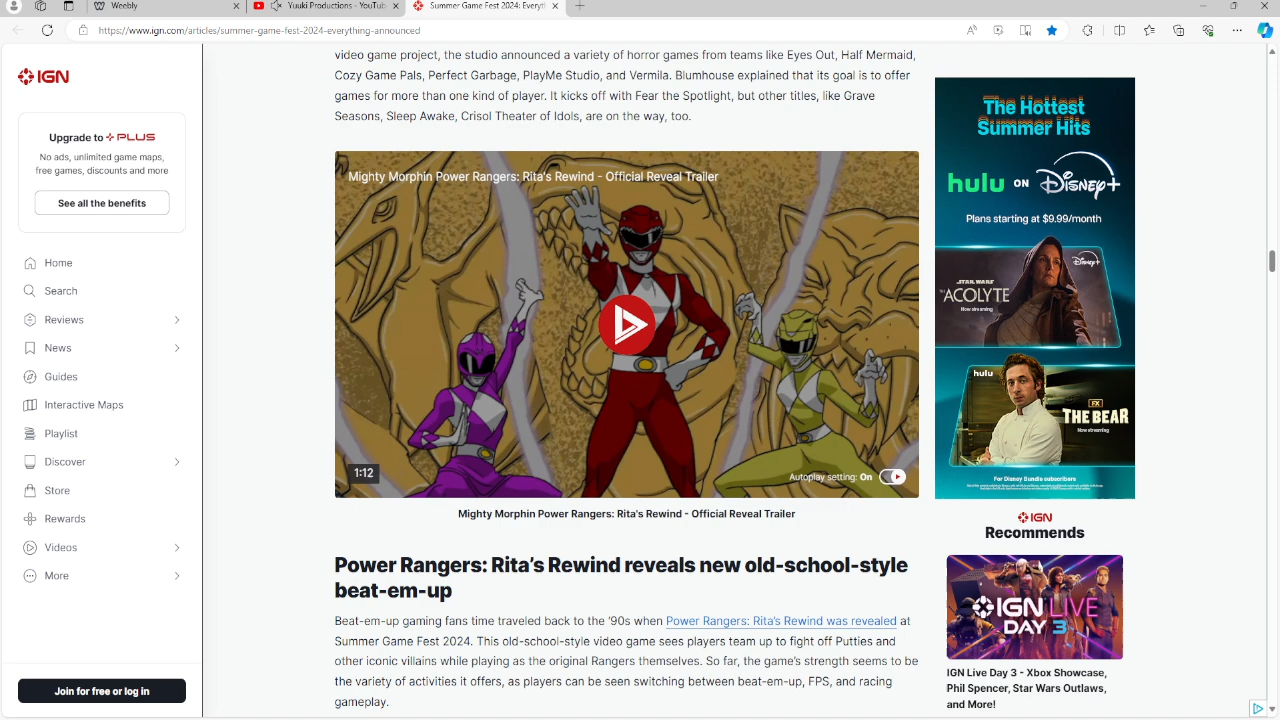 Weebly
Yuuki Productions - YouTub
Summer Game Fest 2024: Everyt
https://www.ign.com/articles/summer-game-fest-2024-everything-announced
IGN
Upgrade to PLUS
No ads, unlimited game maps,
free games, discounts and more
See all the benefits
Home
Search
Reviews
News
Guides
Interactive Maps
Playlist
Discover
Store
Rewards
Videos
More
Join for free or log in
video game project, the studio announced a variety of horror games from teams like Eyes Out, Half Mermaid,
Cozy Game Pals, Perfect Garbage, PlayMe Studio, and Vermila. Blumhouse explained that its goal is to offer
games for more than one kind of player. It kicks off with Fear the Spotlight, but other titles, like Grave
Seasons, Sleep Awake, Crisol Theater of Idols, are on the way, too.
Mighty Morphin Power Rangers: Rita's Rewind - Official Reveal Trailer
1:12
Autoplay setting: On
Mighty Morphin Power Rangers: Rita's Rewind - Official Reveal Trailer
Power Rangers: Rita’s Rewind reveals new old-school-style
beat-em-up
Beat-em-up gaming fans time traveled back to the ’90s when Power Rangers: Rita’s Rewind was revealed at
Summer Game Fest 2024. This old-school-style video game sees players team up to fight off Putties and
other iconic villains while playing as the original Rangers themselves. So far, the game’s strength seems to be
the variety of activities it offers, as players can be seen switching between beat-em-up, FPS, and racing
gameplay.
The Hottest
Summer Hits
hulu ON Disney+
Plans starting at $9.99/month
Disney+
STAR WARS
THE ACOLYTE
Now streaming
hulu
FX
THE BEAR
Now streaming
For Disney Bundle subscribers
IGN
Recommends
IGN LIVE
DAY 3
IGN Live Day 3 - Xbox Showcase,
Phil Spencer, Star Wars Outlaws,
and More!